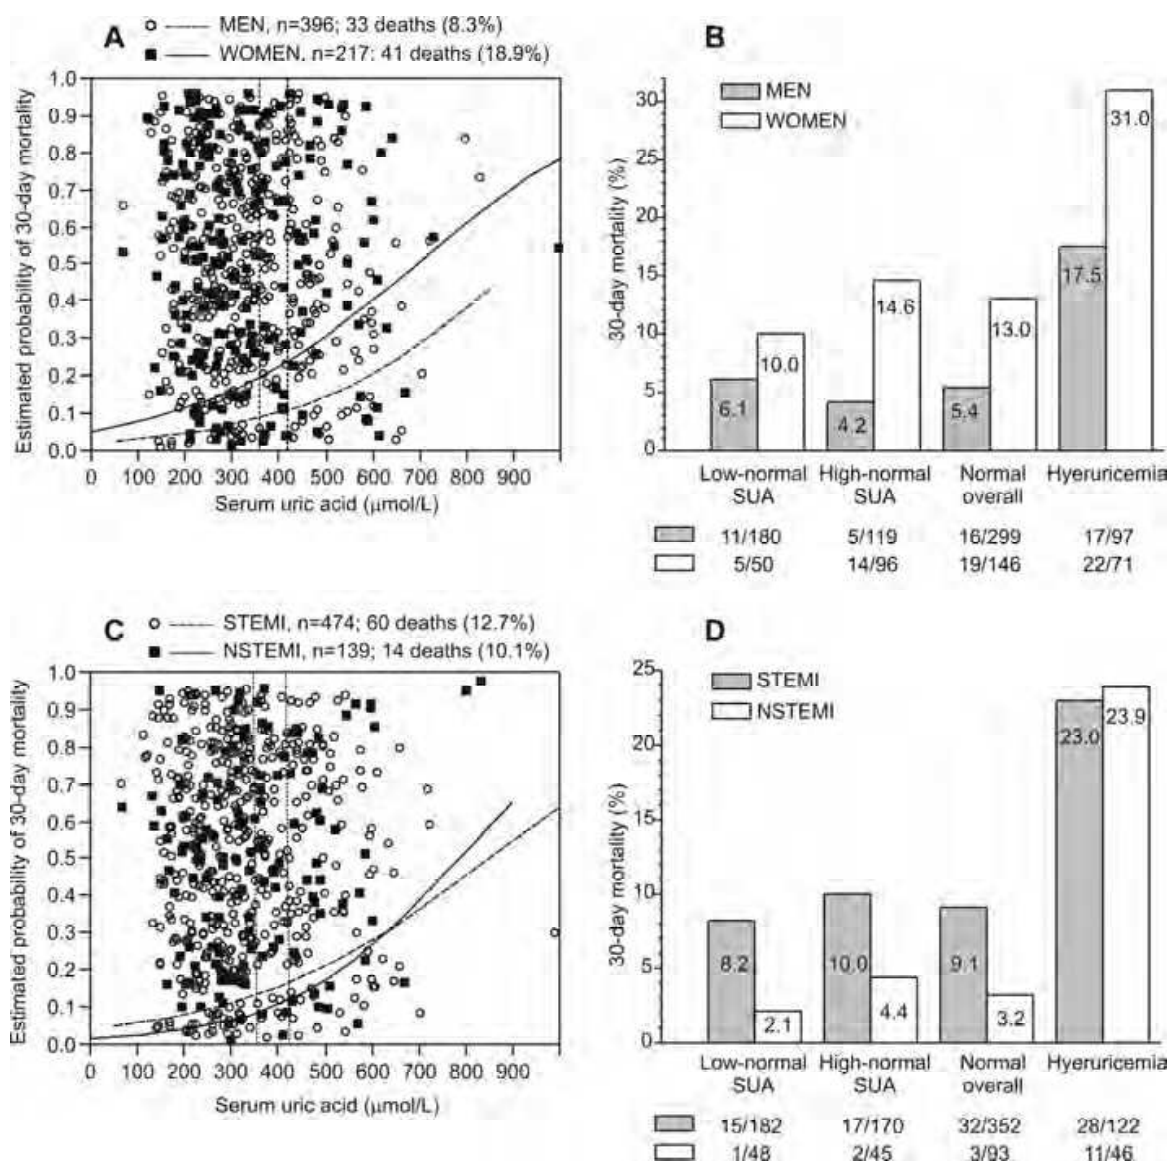 A
MEN, n=396; 33 deaths (8.3%)
WOMEN, n=217; 41 deaths (18.9%)
Estimated probability of 30-day mortality
1.0
0.9
0.8
0.7
0.6
0.5
0.4
0.3
0.2
0.1
0.0
0 100 200 300 400 500 600 700 800 900
Serum uric acid (μmol/L)
B
MEN
WOMEN
30-day mortality (%)
30
25
20
15
10
5
0
6.1 10.0 4.2 14.6 5.4 13.0 17.5 31.0
Low-normal SUA
High-normal SUA
Normal overall
Hyeruricemia
11/180 5/119 16/299 17/97
5/50 14/96 19/146 22/71
C
STEMI, n=474; 60 deaths (12.7%)
NSTEMI, n=139; 14 deaths (10.1%)
Estimated probability of 30-day mortality
1.0
0.9
0.8
0.7
0.6
0.5
0.4
0.3
0.2
0.1
0.0
0 100 200 300 400 500 600 700 800 900
Serum uric acid (μmol/L)
D
STEMI
NSTEMI
30-day mortality (%)
25
20
15
10
5
0
8.2 2.1 10.0 4.4 9.1 3.2 23.0 23.9
Low-normal SUA
High-normal SUA
Normal overall
Hyeruricemia
15/182 17/170 32/352 28/122
1/48 2/45 3/93 11/46